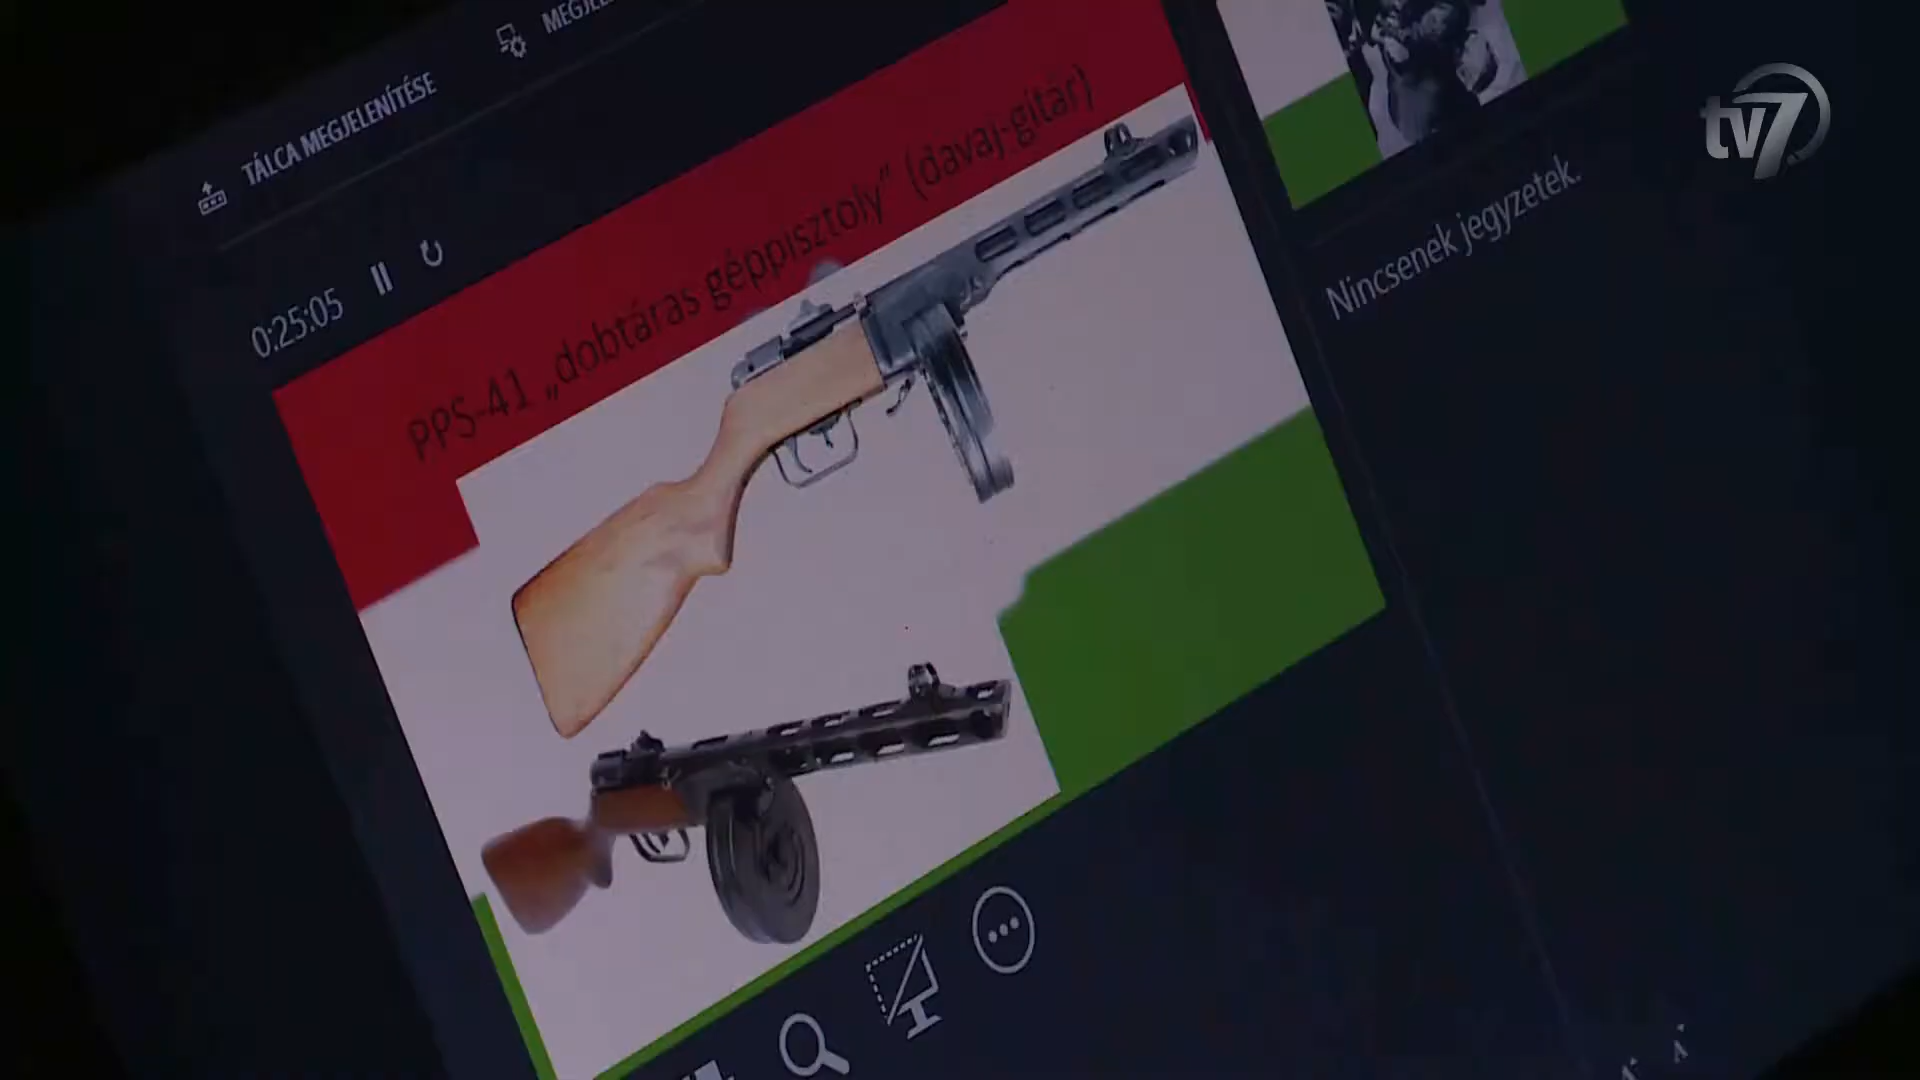 TÁLCA MEGJELENÍTÉSE
0:25:05
PPS-41 „dobtáras géppisztoly” (davaj-gitár)
Nincsenek jegyzetek.
tv7